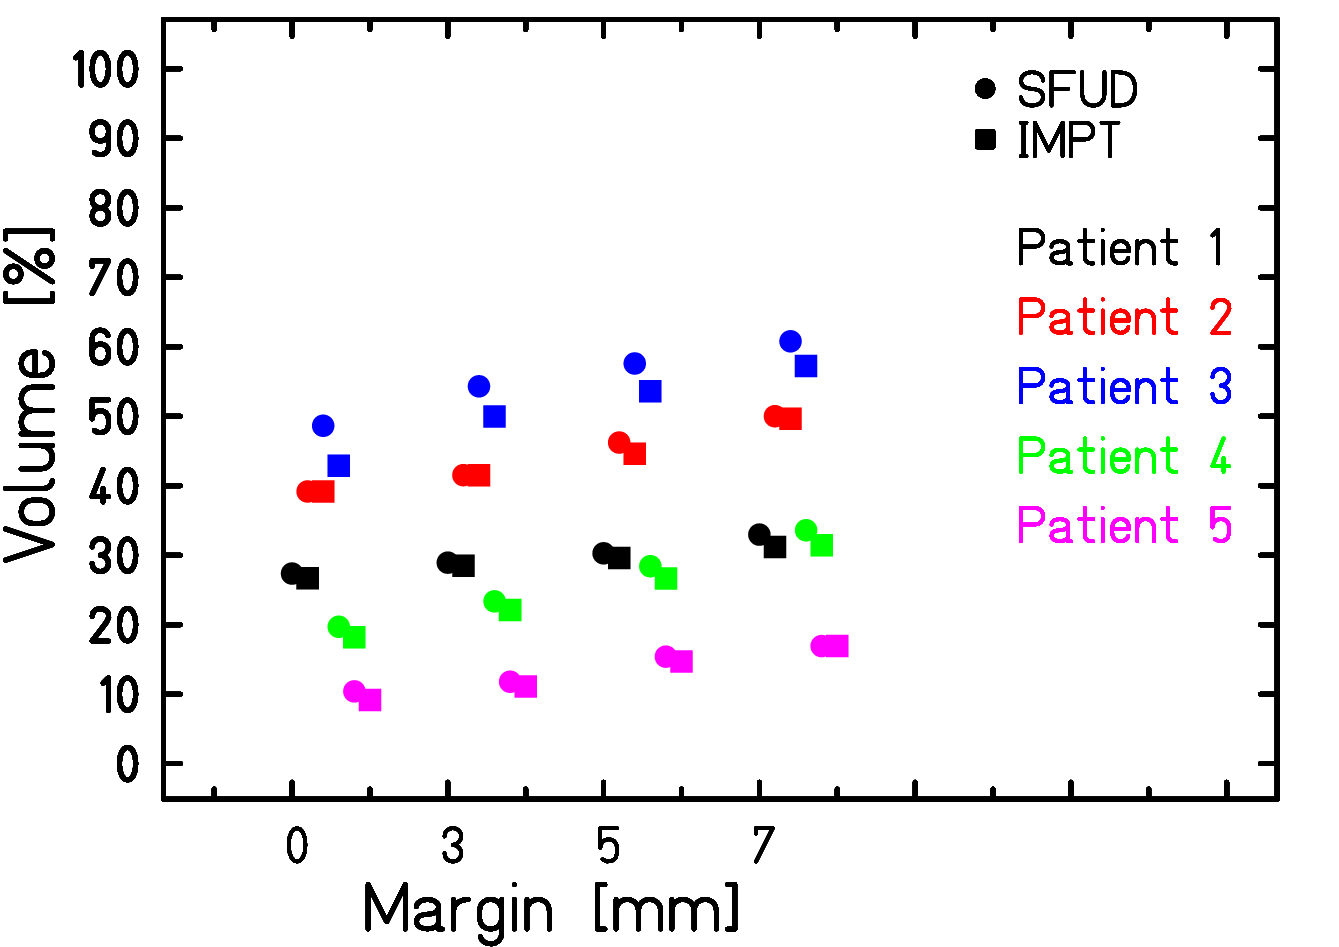 100
90
80
70
60
50
40
30
20
10
0
Volume [%]
SFUD
IMPT
Patient 1
Patient 2
Patient 3
Patient 4
Patient 5
0 3 5 7
Margin [mm]